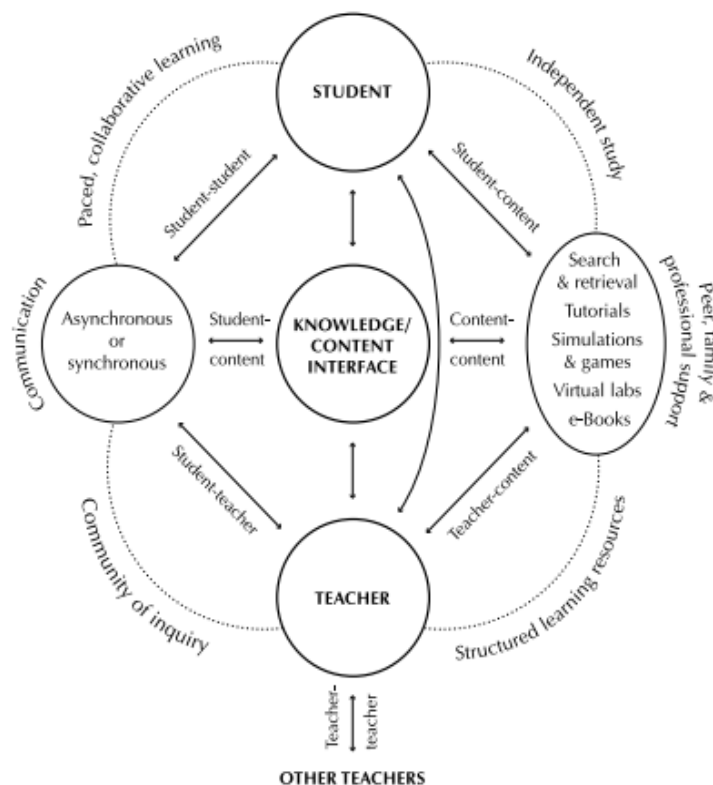 Paced, collaborative learning
Independent study
STUDENT
Student-student
Student-content
Communication
Asynchronous
or
synchronous
Student-
content
KNOWLEDGE/
CONTENT
INTERFACE
Content-
content
Search
& retrieval
Tutorials
Simulations
& games
Virtual labs
e-Books
Peer, family &
professional support
Student-teacher
Teacher-content
Community of inquiry
TEACHER
Structured learning resources
Teacher-
teacher
OTHER TEACHERS